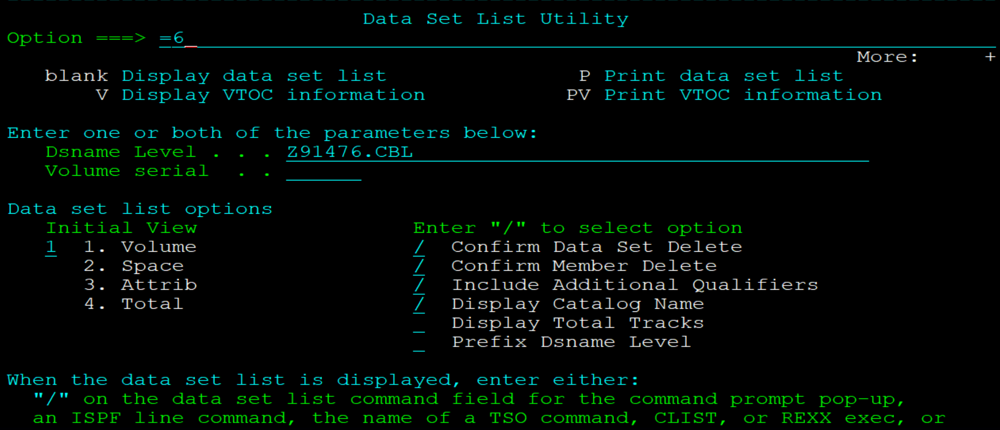 Data Set List Utility
Option ===> =6_
More:     +
blank Display data set list     P Print data set list
V Display VTOC information     PV Print VTOC information
Enter one or both of the parameters below:
Dsname Level . . . Z91476.CBL
Volume serial  . . ______
Data set list options
Initial View     Enter "/" to select option
1  1. Volume     /  Confirm Data Set Delete
2. Space     /  Confirm Member Delete
3. Attrib     /  Include Additional Qualifiers
4. Total     /  Display Catalog Name
_  Display Total Tracks
_  Prefix Dsname Level
When the data set list is displayed, enter either:
"/" on the data set list command field for the command prompt pop-up,
an ISPF line command, the name of a TSO command, CLIST, or REXX exec, or